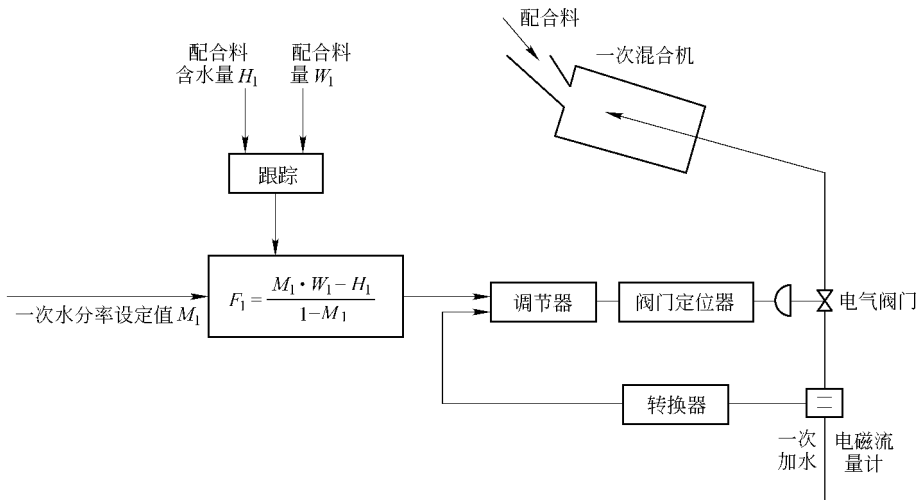 配合料
一次混合机
配合料
含水量 H₁
配合料
量 W₁
跟踪
F₁ = (M₁·W₁−H₁)/(1−M₁)
一次水分率设定值 M₁
调节器
阀门定位器
电气阀门
转换器
二
一次
加水
电磁流
量计